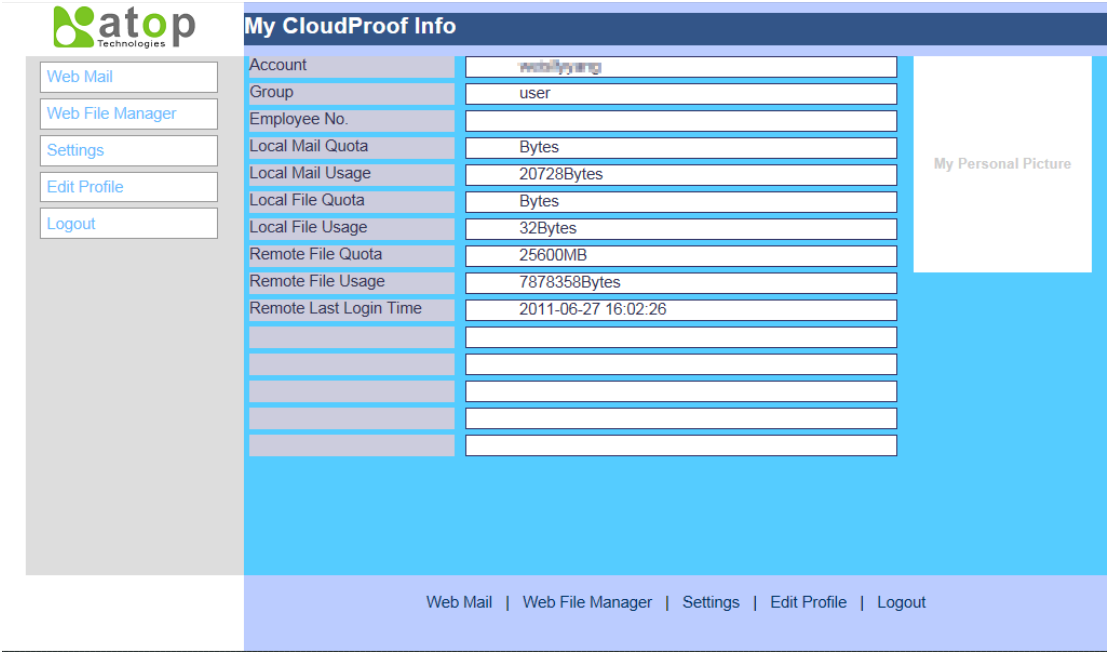 atop
Technologies
My CloudProof Info
Web Mail
Web File Manager
Settings
Edit Profile
Logout
Account
Group user
Employee No.
Local Mail Quota Bytes
Local Mail Usage 20728Bytes
Local File Quota Bytes
Local File Usage 32Bytes
Remote File Quota 25600MB
Remote File Usage 7878358Bytes
Remote Last Login Time 2011-06-27 16:02:26
My Personal Picture
Web Mail | Web File Manager | Settings | Edit Profile | Logout